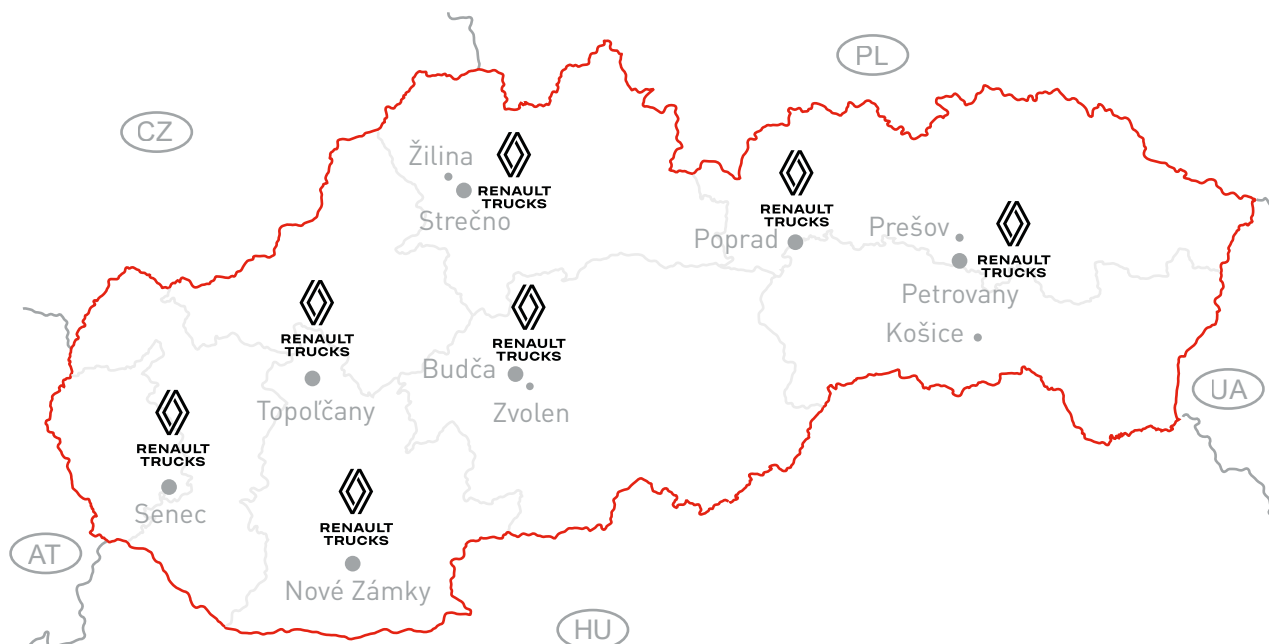 PL
CZ
Žilina
RENAULT
TRUCKS
Strečno
RENAULT
TRUCKS
Poprad
Prešov
RENAULT
TRUCKS
Petrovany
Košice
RENAULT
TRUCKS
Topoľčany
RENAULT
TRUCKS
Budča
Zvolen
UA
RENAULT
TRUCKS
Senec
RENAULT
TRUCKS
Nové Zámky
AT
HU